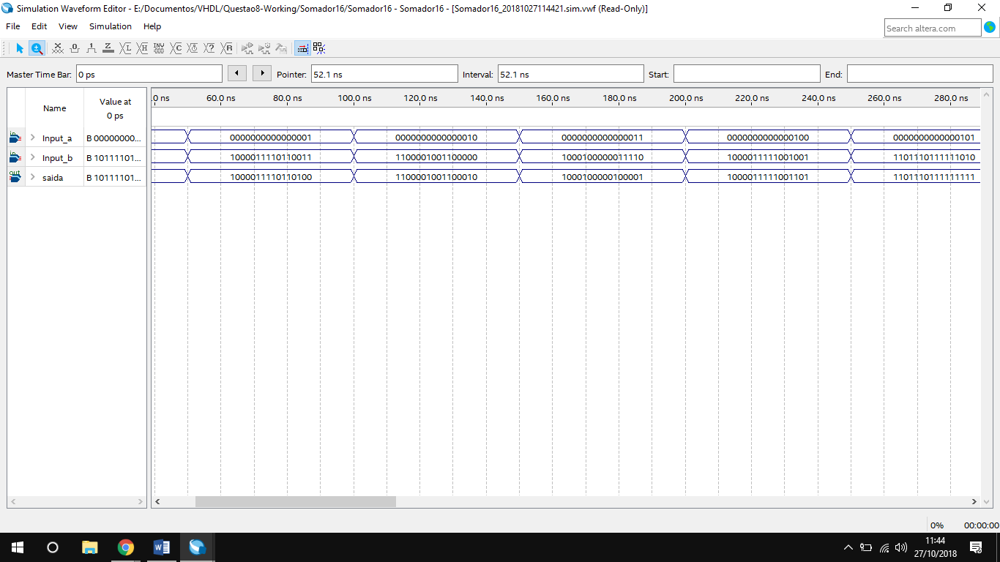 Simulation Waveform Editor - E:/Documentos/VHDL/Questao8-Working/Somador16/Somador16 - Somador16 - [Somador16_20181027114421.sim.vwf (Read-Only)]
File Edit View Simulation Help
Search altera.com
Master Time Bar: 0 ps Pointer: 52.1 ns Interval: 52.1 ns Start: End:
Name Value at 0 ps .0 ns 60.0 ns 80.0 ns 100.0 ns 120.0 ns 140.0 ns 160.0 ns 180.0 ns 200.0 ns 220.0 ns 240.0 ns 260.0 ns 280.0 ns
Input_a B 00000000... 0000000000000001 0000000000000010 0000000000000011 0000000000000100 0000000000000101
Input_b B 10111101... 1000011110110011 1100001001100000 1000100000011110 1000011111001001 1101110111111010
saida B 10111101... 1000011110110100 1100001001100010 1000100000100001 1000011111001101 1101110111111111
0% 00:00:00
11:44
27/10/2018